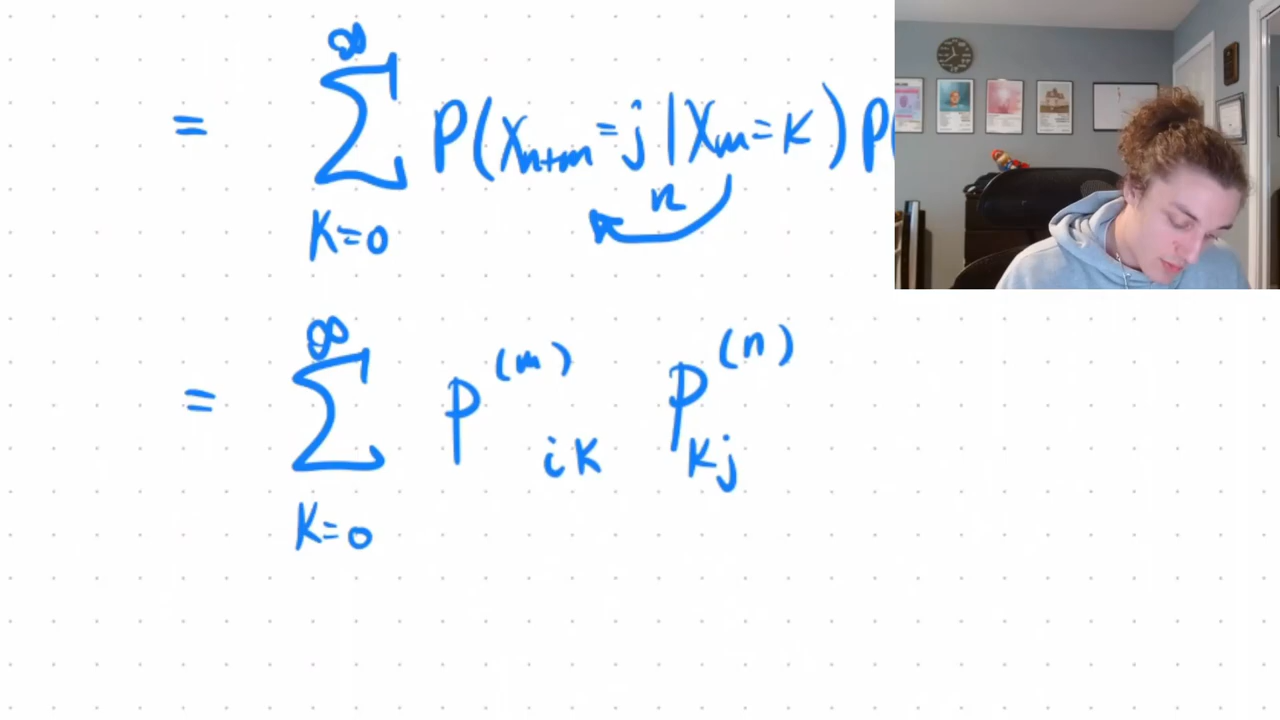 = ∞ Σ K=0 P(X_{n+m} = j | X_m = K) P(
n
= ∞ Σ K=0 P^{(m)}_{ik} P^{(n)}_{kj}